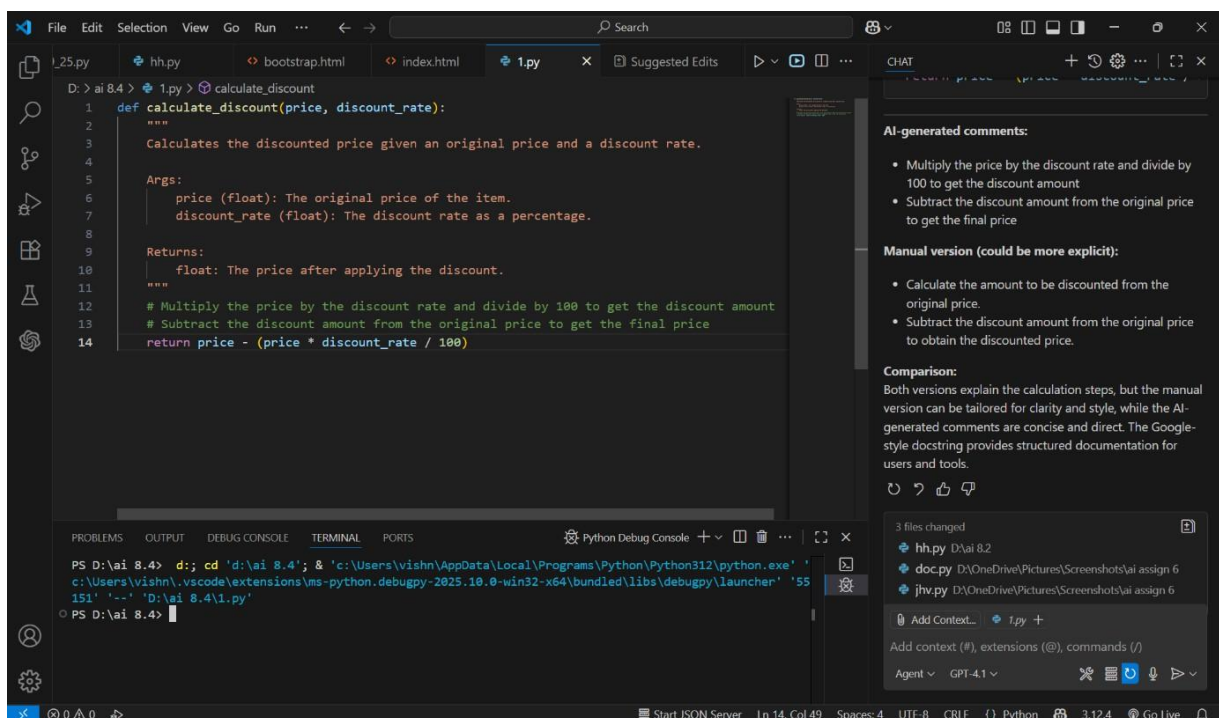 File Edit Selection View Go Run ··· ← → Search
_25.py hh.py bootstrap.html index.html 1.py × Suggested Edits
D: > ai 8.4 > 1.py > calculate_discount
1 def calculate_discount(price, discount_rate):
2 """
3 Calculates the discounted price given an original price and a discount rate.
4
5 Args:
6 price (float): The original price of the item.
7 discount_rate (float): The discount rate as a percentage.
8
9 Returns:
10 float: The price after applying the discount.
11 """
12 # Multiply the price by the discount rate and divide by 100 to get the discount amount
13 # Subtract the discount amount from the original price to get the final price
14 return price - (price * discount_rate / 100)
PROBLEMS OUTPUT DEBUG CONSOLE TERMINAL PORTS Python Debug Console
PS D:\ai 8.4> d:; cd 'd:\ai 8.4'; & 'c:\Users\vishn\AppData\Local\Programs\Python\Python312\python.exe' '
c:\Users\vishn\.vscode\extensions\ms-python.debugpy-2025.10.0-win32-x64\bundled\libs\debugpy\launcher' '55
151' '--' 'D:\ai 8.4\1.py'
PS D:\ai 8.4>
CHAT
return price (price discount_rate
AI-generated comments:
• Multiply the price by the discount rate and divide by
100 to get the discount amount
• Subtract the discount amount from the original price
to get the final price
Manual version (could be more explicit):
• Calculate the amount to be discounted from the
original price.
• Subtract the discount amount from the original price
to obtain the discounted price.
Comparison:
Both versions explain the calculation steps, but the manual
version can be tailored for clarity and style, while the AI-
generated comments are concise and direct. The Google-
style docstring provides structured documentation for
users and tools.
3 files changed
hh.py D:\ai 8.2
doc.py D:\OneDrive\Pictures\Screenshots\ai assign 6
jhv.py D:\OneDrive\Pictures\Screenshots\ai assign 6
Add Context... 1.py +
Add context (#), extensions (@), commands (/)
Agent GPT-4.1
0 0 Start JSON Server Ln 14, Col 49 Spaces: 4 UTF-8 CRLF {} Python 3.12.4 Go Live